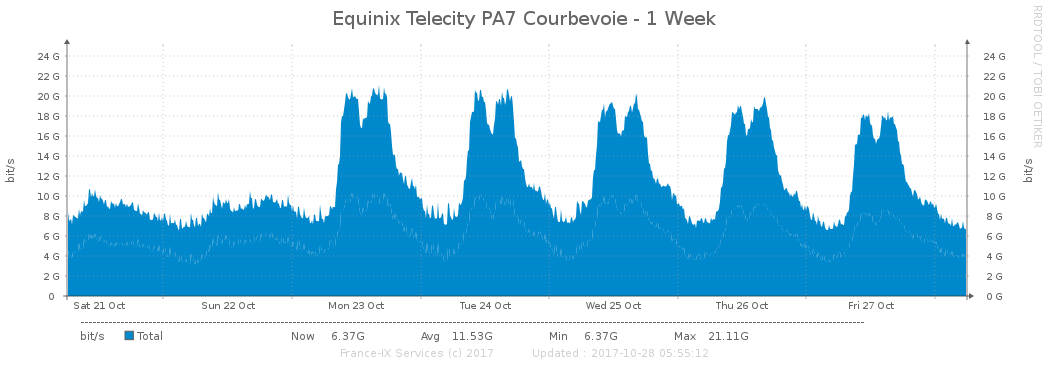 Equinix Telecity PA7 Courbevoie - 1 Week
RRDTOOL / TOBI OETIKER
bit/s
24 G 24 G
22 G 22 G
20 G 20 G
18 G 18 G
16 G 16 G
14 G 14 G
12 G 12 G
10 G 10 G
8 G 8 G
6 G 6 G
4 G 4 G
2 G 2 G
0 0 G
bit/s
Sat 21 Oct Sun 22 Oct Mon 23 Oct Tue 24 Oct Wed 25 Oct Thu 26 Oct Fri 27 Oct
bit/s Total Now 6.37G Avg 11.53G Min 6.37G Max 21.11G
France-IX Services (c) 2017 Updated : 2017-10-28 05:55:12